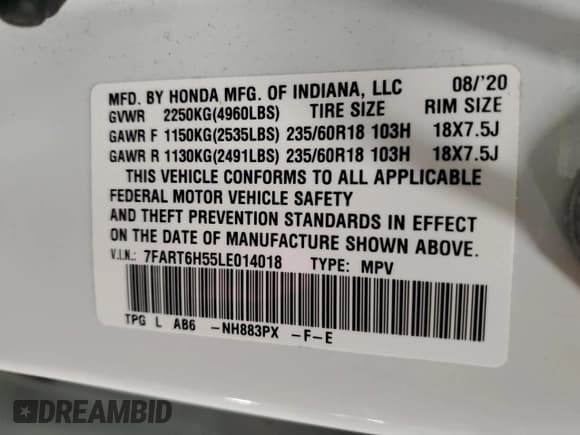 MFD. BY HONDA MFG. OF INDIANA, LLC 08/'20
GVWR 2250KG(4960LBS) TIRE SIZE RIM SIZE
GAWR F 1150KG(2535LBS) 235/60R18 103H 18X7.5J
GAWR R 1130KG(2491LBS) 235/60R18 103H 18X7.5J
THIS VEHICLE CONFORMS TO ALL APPLICABLE
FEDERAL MOTOR VEHICLE SAFETY
AND THEFT PREVENTION STANDARDS IN EFFECT
ON THE DATE OF MANUFACTURE SHOWN ABOVE.
V.I.N.: 7FART6H55LE014018 TYPE: MPV
TPG L AB6 -NH883PX -F-E
DREAMBID